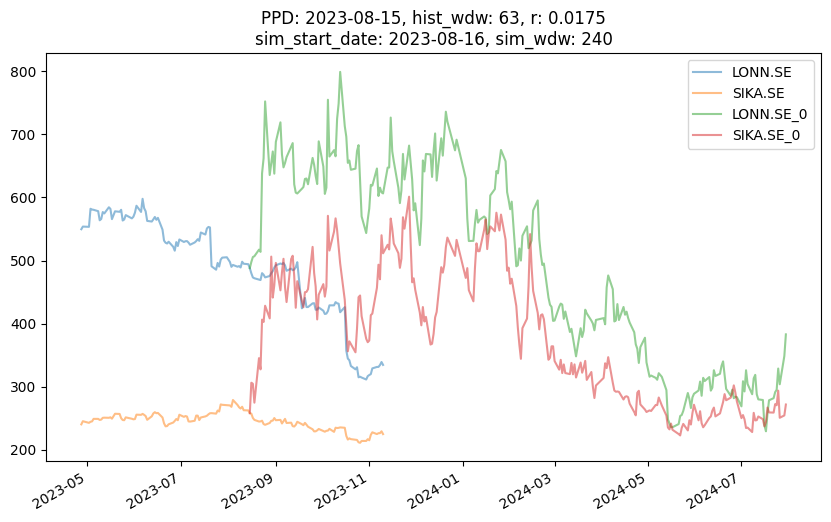 PPD: 2023-08-15, hist_wdw: 63, r: 0.0175
sim_start_date: 2023-08-16, sim_wdw: 240
LONN.SE
SIKA.SE
LONN.SE_0
SIKA.SE_0
800
700
600
500
400
300
200
2023-05
2023-07
2023-09
2023-11
2024-01
2024-03
2024-05
2024-07